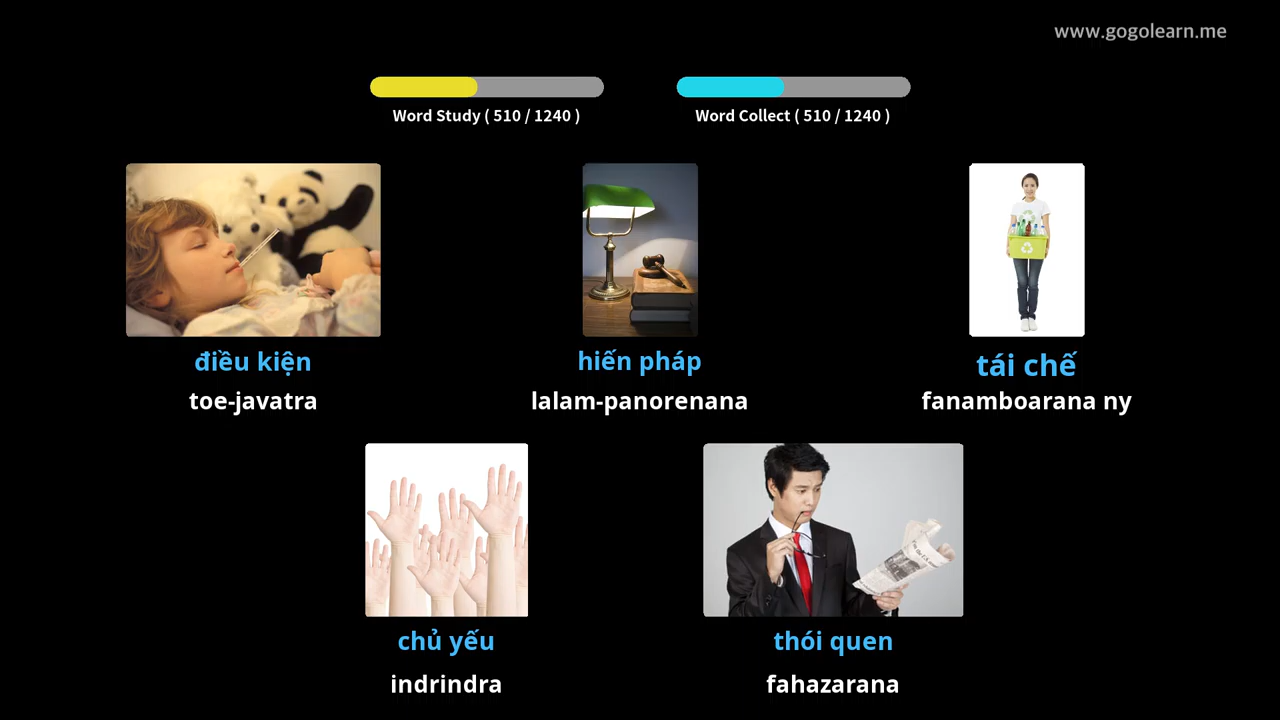 www.gogolearn.me
Word Study ( 510 / 1240 )
Word Collect ( 510 / 1240 )
điều kiện
toe-javatra
hiến pháp
lalam-panorenana
tái chế
fanamboarana ny
chủ yếu
indrindra
thói quen
fahazarana